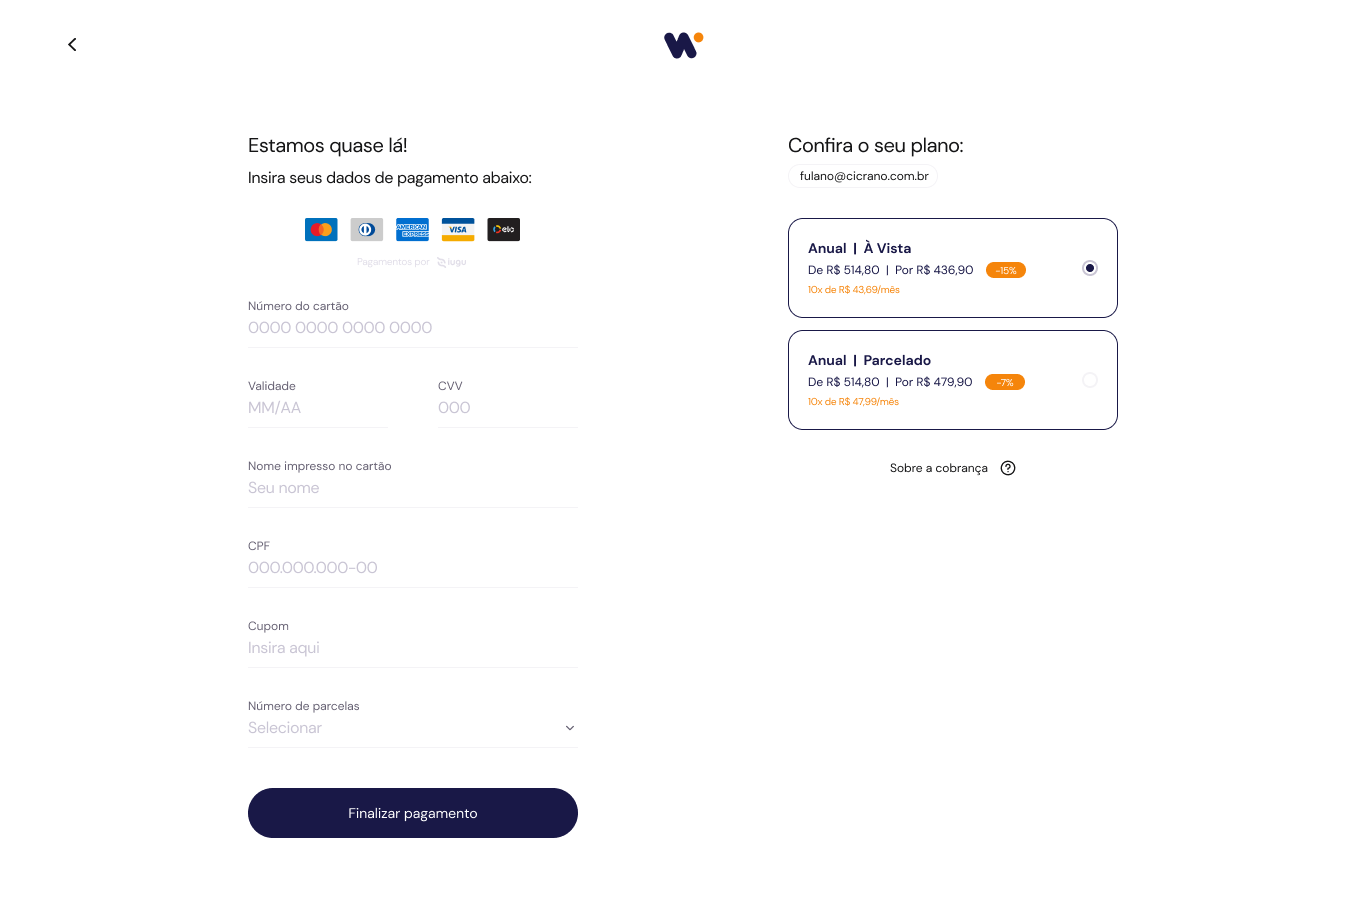 Estamos quase lá!
Insira seus dados de pagamento abaixo:
AMERICAN
EXPRESS
VISA
elo
Pagamentos por iugu
Número do cartão
0000 0000 0000 0000
Validade
MM/AA
CVV
000
Nome impresso no cartão
Seu nome
CPF
000.000.000-00
Cupom
Insira aqui
Número de parcelas
Selecionar
Finalizar pagamento
Confira o seu plano:
fulano@cicrano.com.br
Anual | À Vista
De R$ 514,80 | Por R$ 436,90 -15%
10x de R$ 43,69/mês
Anual | Parcelado
De R$ 514,80 | Por R$ 479,90 -7%
10x de R$ 47,99/mês
Sobre a cobrança ?